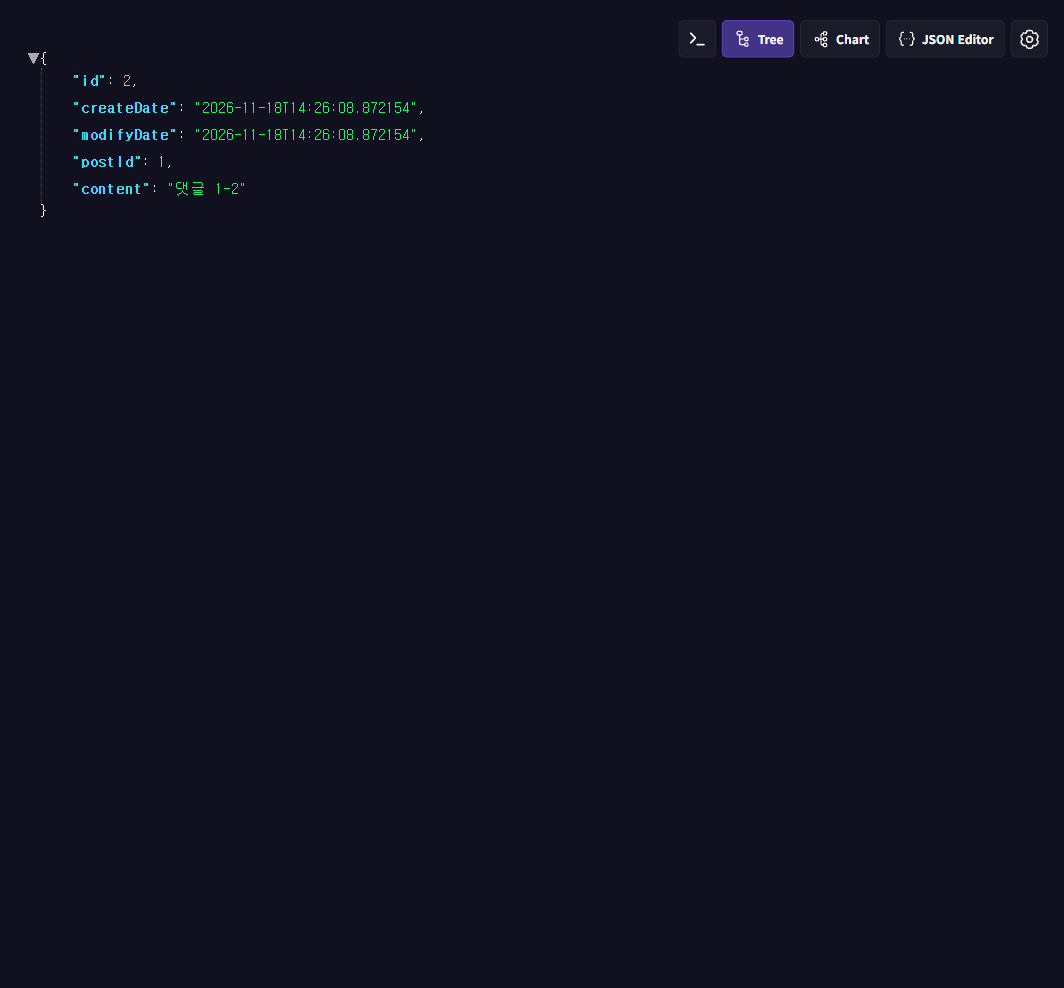 Tree
Chart
JSON Editor
{
"id": 2,
"createDate": "2026-11-18T14:26:08.872154",
"modifyDate": "2026-11-18T14:26:08.872154",
"postId": 1,
"content": "댓글 1-2"
}